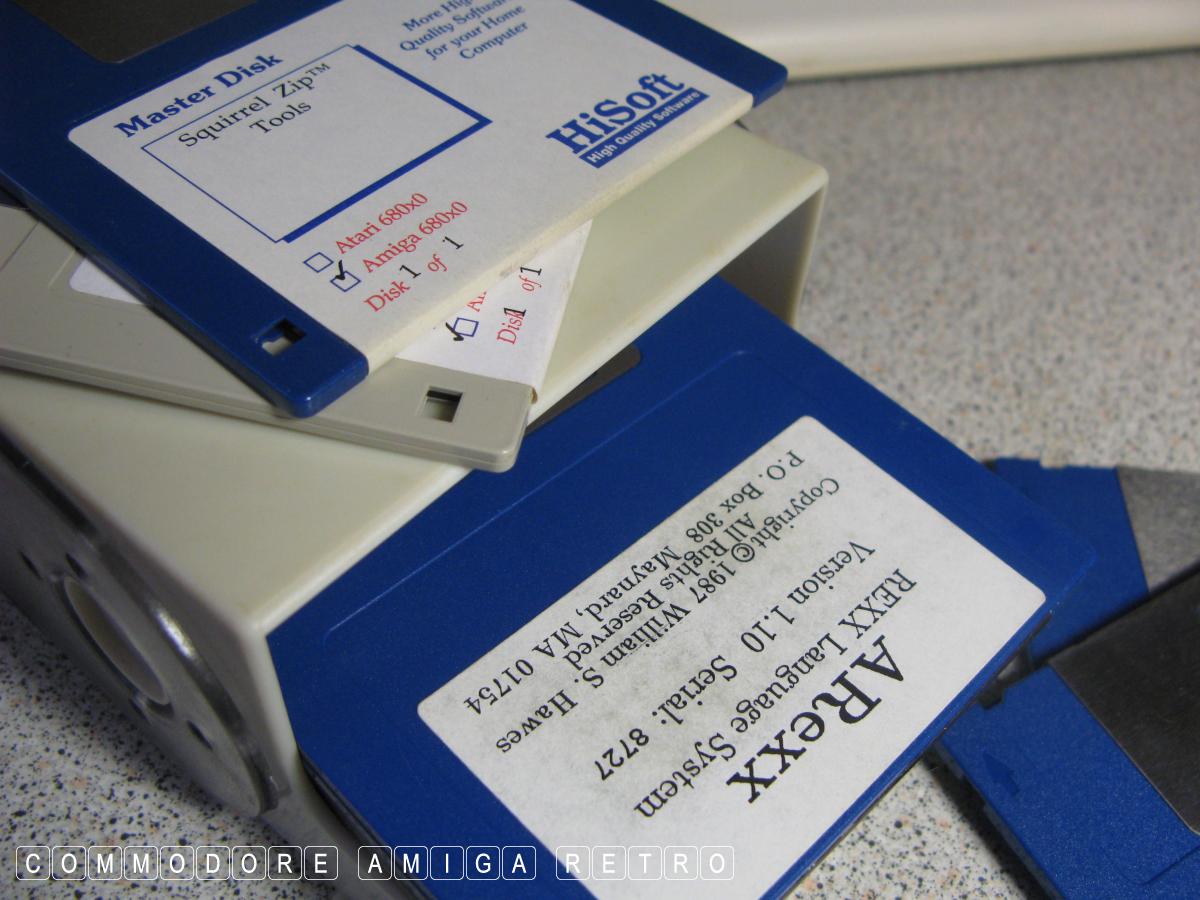 More High
Quality Software
for your Home
Computer
Master Disk
Squirrel Zip™
Tools
HiSoft
High Quality Software
Atari 680x0
Amiga 680x0
Disk 1 of 1
Disk 1 of 1
ARexx
REXX Language System
Version 1.10 Serial: 8727
Copyright© 1987 William S. Hawes
All Rights Reserved
P.O. Box 308 Maynard, MA 01754
COMMODORE AMIGA RETRO